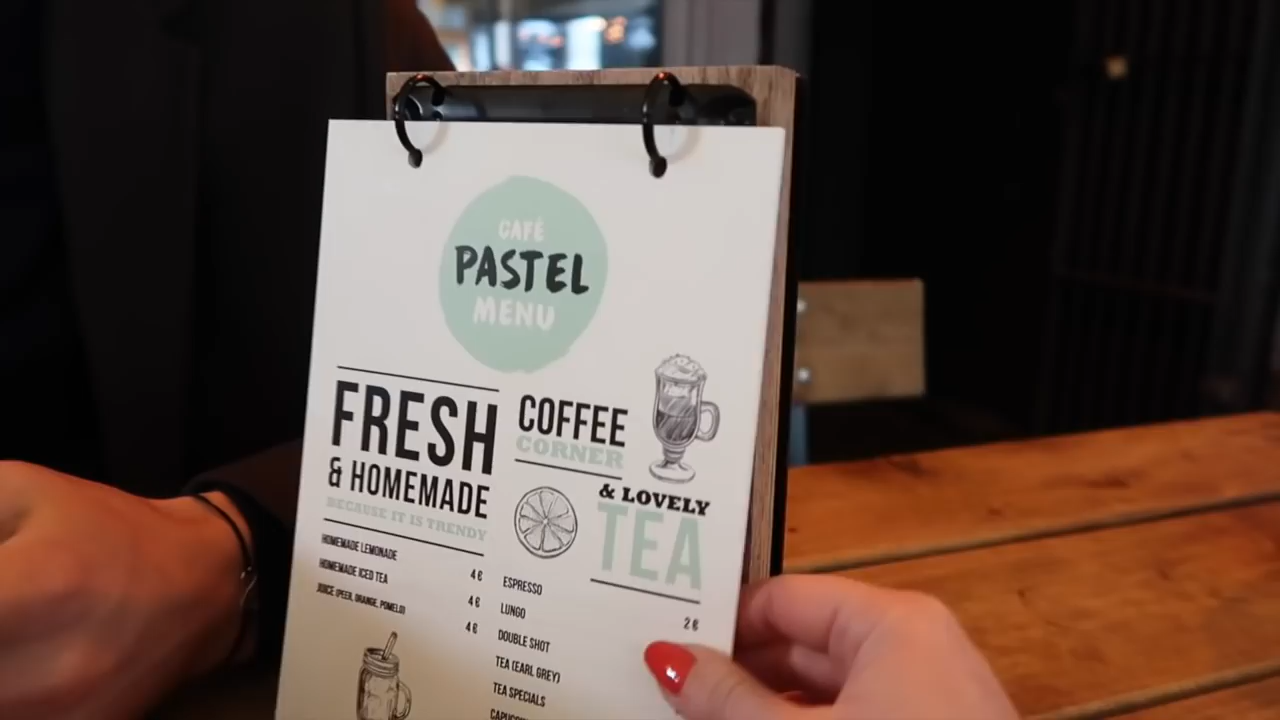 CAFÉ
PASTEL
MENU
FRESH
& HOMEMADE
BECAUSE IT IS TRENDY
HOMEMADE LEMONADE
4 €
HOMEMADE ICED TEA
4 €
JUICE (PEER, ORANGE, POMELO)
4 €
COFFEE
CORNER
& LOVELY
TEA
ESPRESSO
2 €
LUNGO
DOUBLE SHOT
TEA (EARL GREY)
TEA SPECIALS